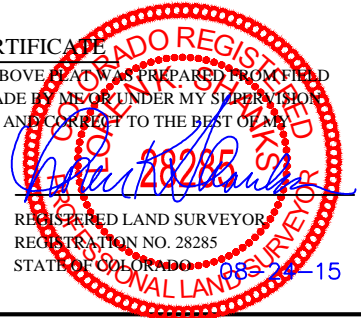 CERTIFICATE
ABOVE PLAT WAS PREPARED FROM FIELD
MADE BY ME OR UNDER MY SUPERVISION
AND CORRECT TO THE BEST OF MY
COLORADO REGISTERED
LOREN K. SHANKS
28285
PROFESSIONAL LAND SURVEYOR
REGISTERED LAND SURVEYOR
REGISTRATION NO. 28285
STATE OF COLORADO
08-24-15